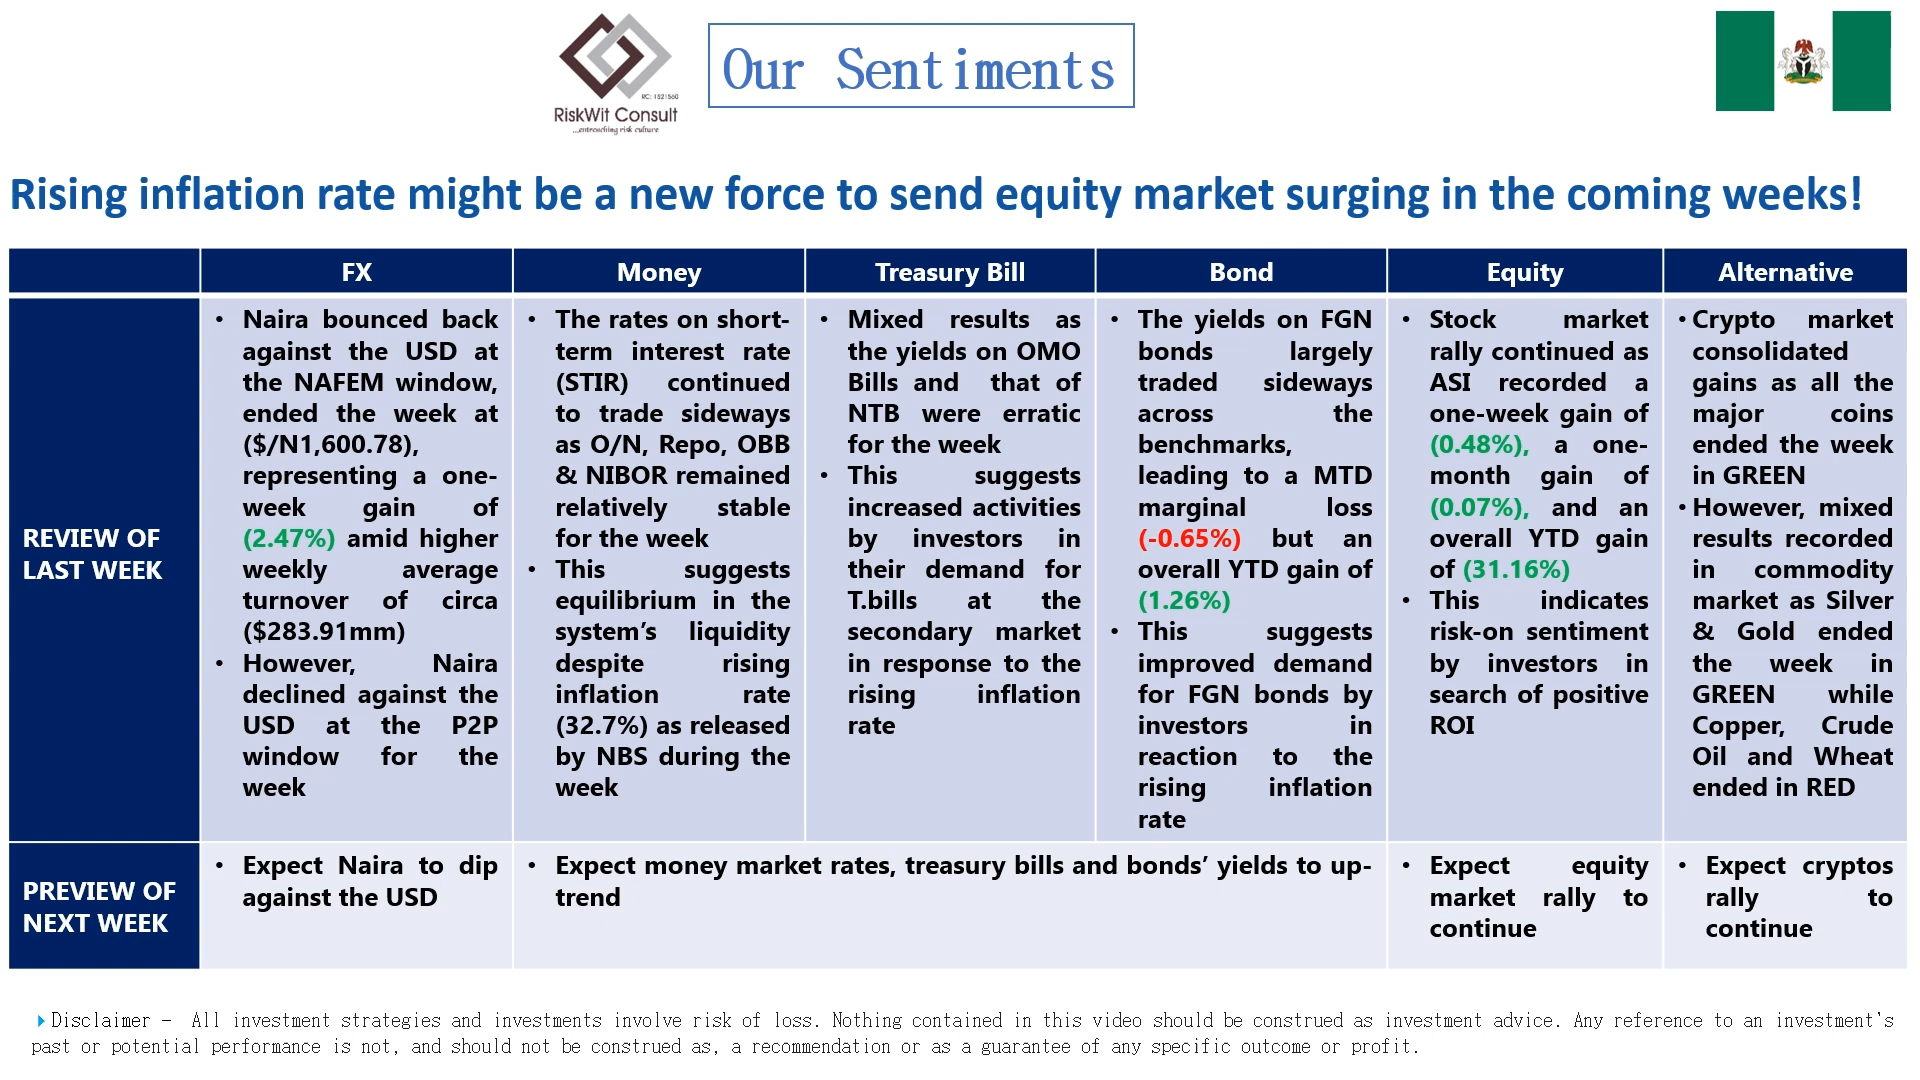 RC: 1521560
RiskWit Consult
...entrenching risk culture
Our Sentiments
Rising inflation rate might be a new force to send equity market surging in the coming weeks!
FX
Money
Treasury Bill
Bond
Equity
Alternative
REVIEW OF
LAST WEEK
• Naira bounced back
against the USD at
the NAFEM window,
ended the week at
($/N1,600.78),
representing a one-
week gain of
(2.47%) amid higher
weekly average
turnover of circa
($283.91mm)
• However, Naira
declined against the
USD at the P2P
window for the
week
• The rates on short-
term interest rate
(STIR) continued
to trade sideways
as O/N, Repo, OBB
& NIBOR remained
relatively stable
for the week
• This suggests
equilibrium in the
system’s liquidity
despite rising
inflation rate
(32.7%) as released
by NBS during the
week
• Mixed results as
the yields on OMO
Bills and that of
NTB were erratic
for the week
• This suggests
increased activities
by investors in
their demand for
T.bills at the
secondary market
in response to the
rising inflation
rate
• The yields on FGN
bonds largely
traded sideways
across the
benchmarks,
leading to a MTD
marginal loss
(-0.65%) but an
overall YTD gain of
(1.26%)
• This suggests
improved demand
for FGN bonds by
investors in
reaction to the
rising inflation
rate
• Stock market
rally continued as
ASI recorded a
one-week gain of
(0.48%), a one-
month gain of
(0.07%), and an
overall YTD gain
of (31.16%)
• This indicates
risk-on sentiment
by investors in
search of positive
ROI
• Crypto market
consolidated
gains as all the
major coins
ended the week
in GREEN
• However, mixed
results recorded
in commodity
market as Silver
& Gold ended
the week in
GREEN while
Copper, Crude
Oil and Wheat
ended in RED
PREVIEW OF
NEXT WEEK
• Expect Naira to dip
against the USD
• Expect money market rates, treasury bills and bonds’ yields to up-
trend
• Expect equity
market rally to
continue
• Expect cryptos
rally to
continue
Disclaimer – All investment strategies and investments involve risk of loss. Nothing contained in this video should be construed as investment advice. Any reference to an investment's
past or potential performance is not, and should not be construed as, a recommendation or as a guarantee of any specific outcome or profit.